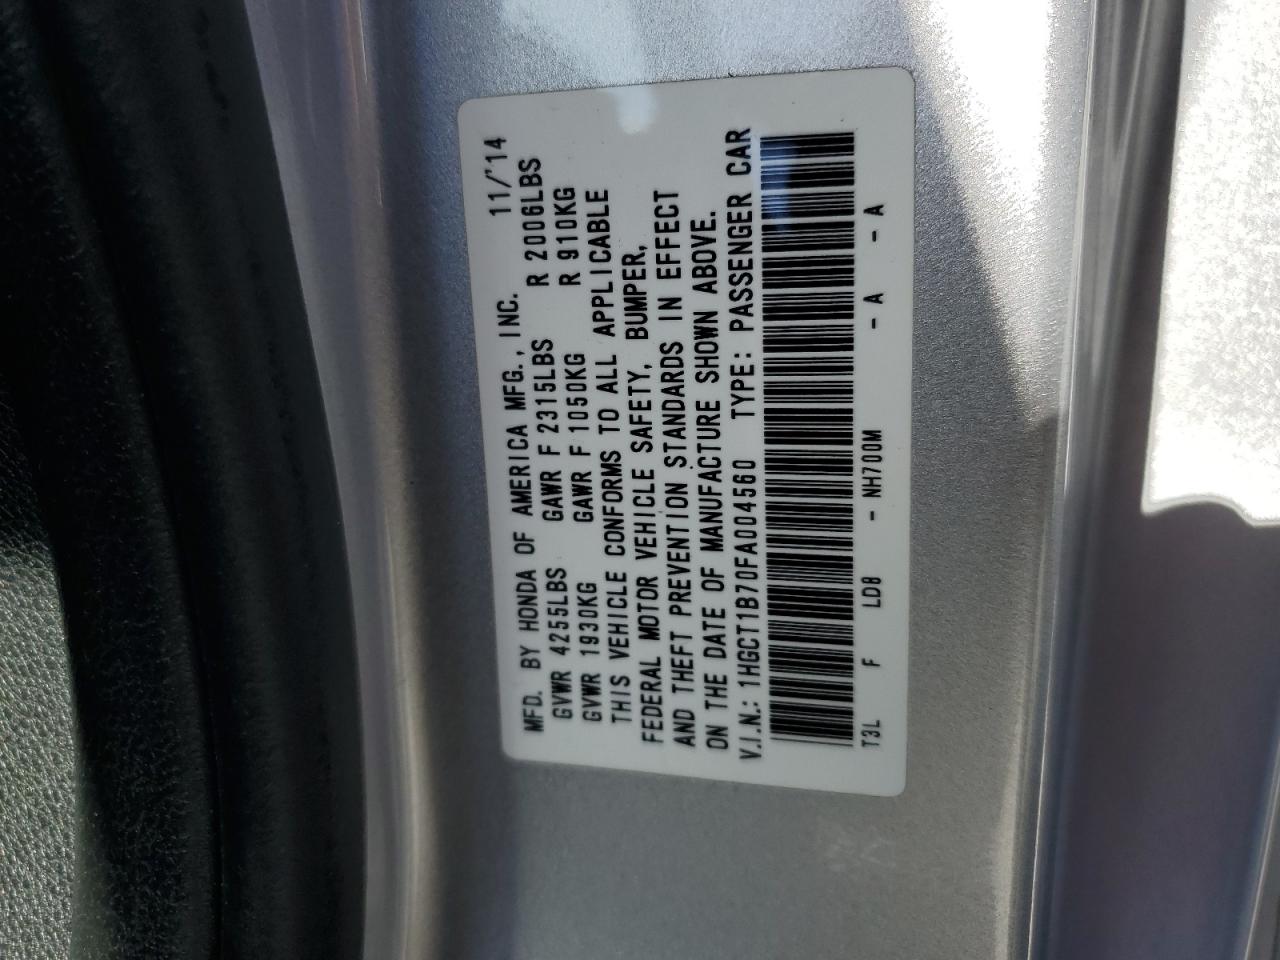 MFD. BY HONDA OF AMERICA MFG., INC. 11/'14
GVWR 4255LBS GAWR F 2315LBS R 2006LBS
GVWR 1930KG GAWR F 1050KG R 910KG
THIS VEHICLE CONFORMS TO ALL APPLICABLE
FEDERAL MOTOR VEHICLE SAFETY, BUMPER,
AND THEFT PREVENTION STANDARDS IN EFFECT
ON THE DATE OF MANUFACTURE SHOWN ABOVE.
V.I.N.: 1HGCT1B70FA004560 TYPE: PASSENGER CAR
T3L F LD8 - NH700M - A - A